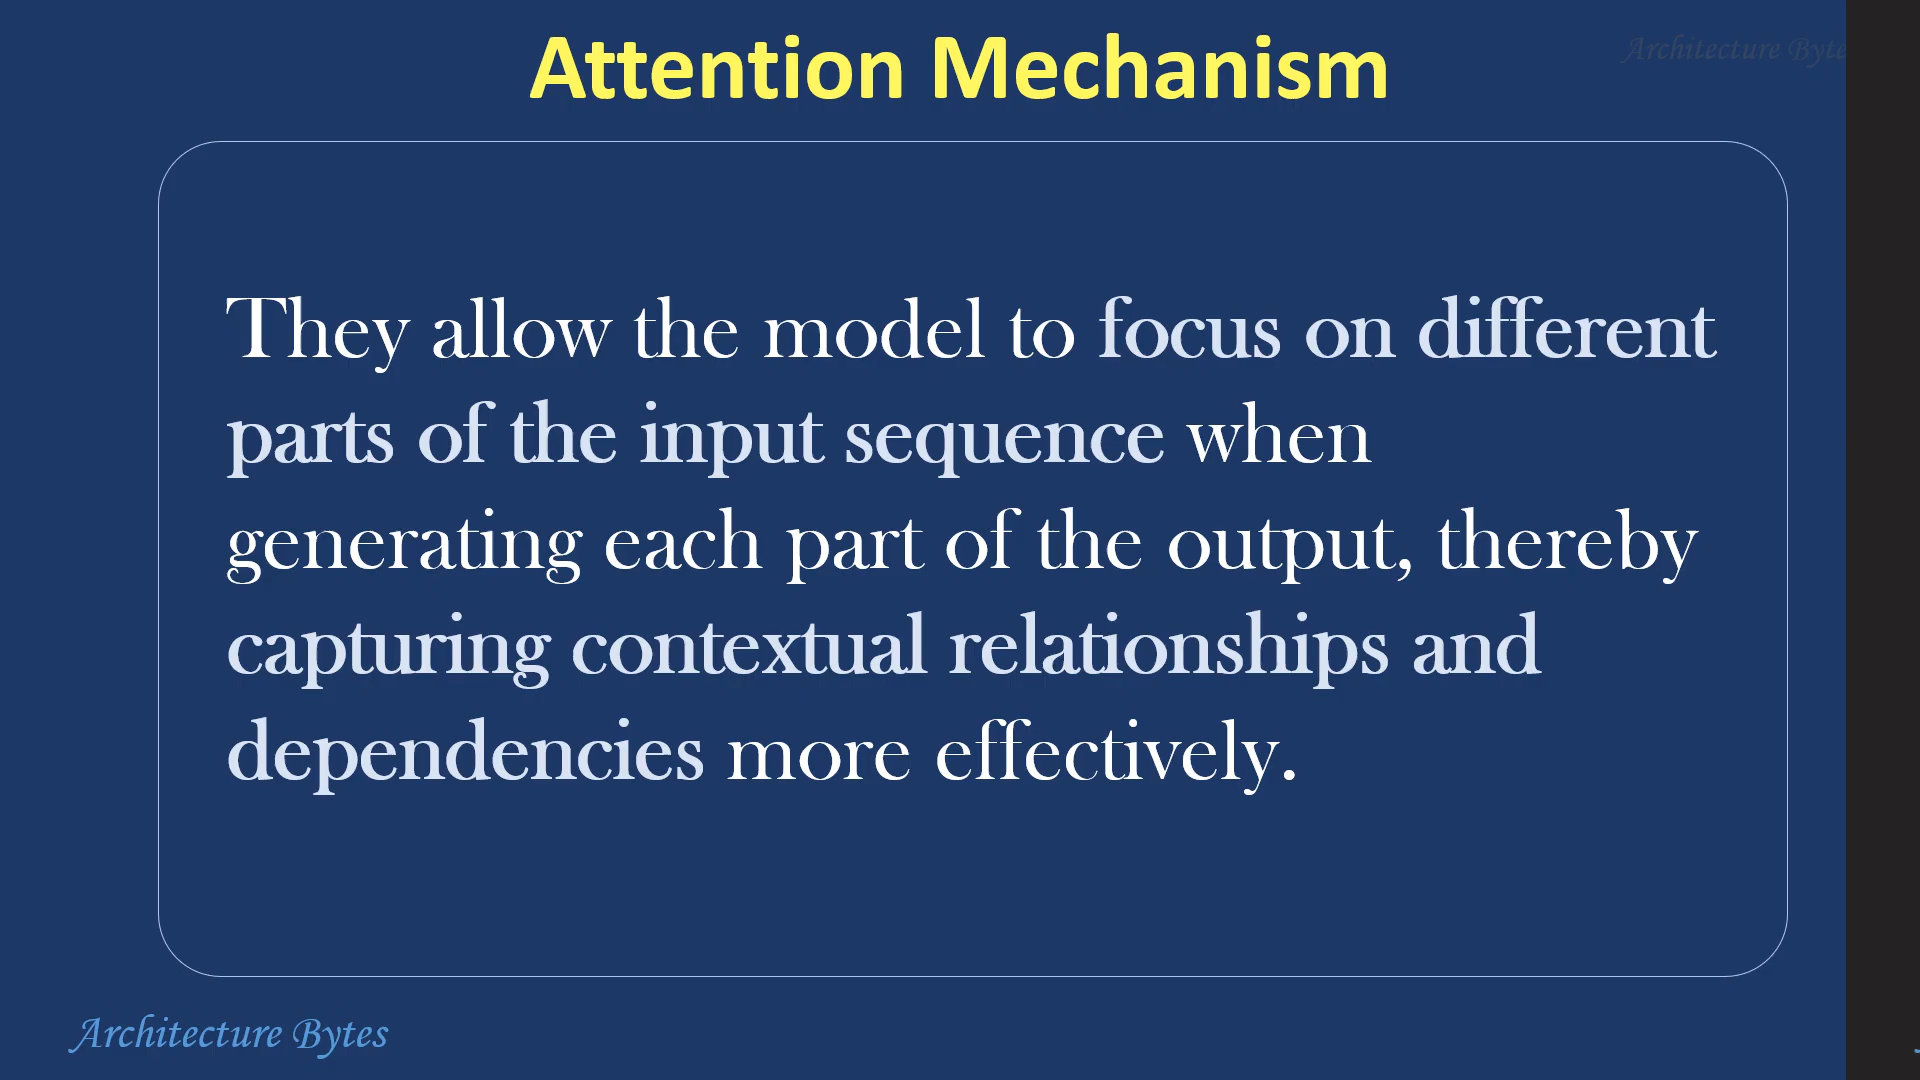 Attention Mechanism
Architecture Byte
They allow the model to focus on different
parts of the input sequence when
generating each part of the output, thereby
capturing contextual relationships and
dependencies more effectively.
Architecture Bytes